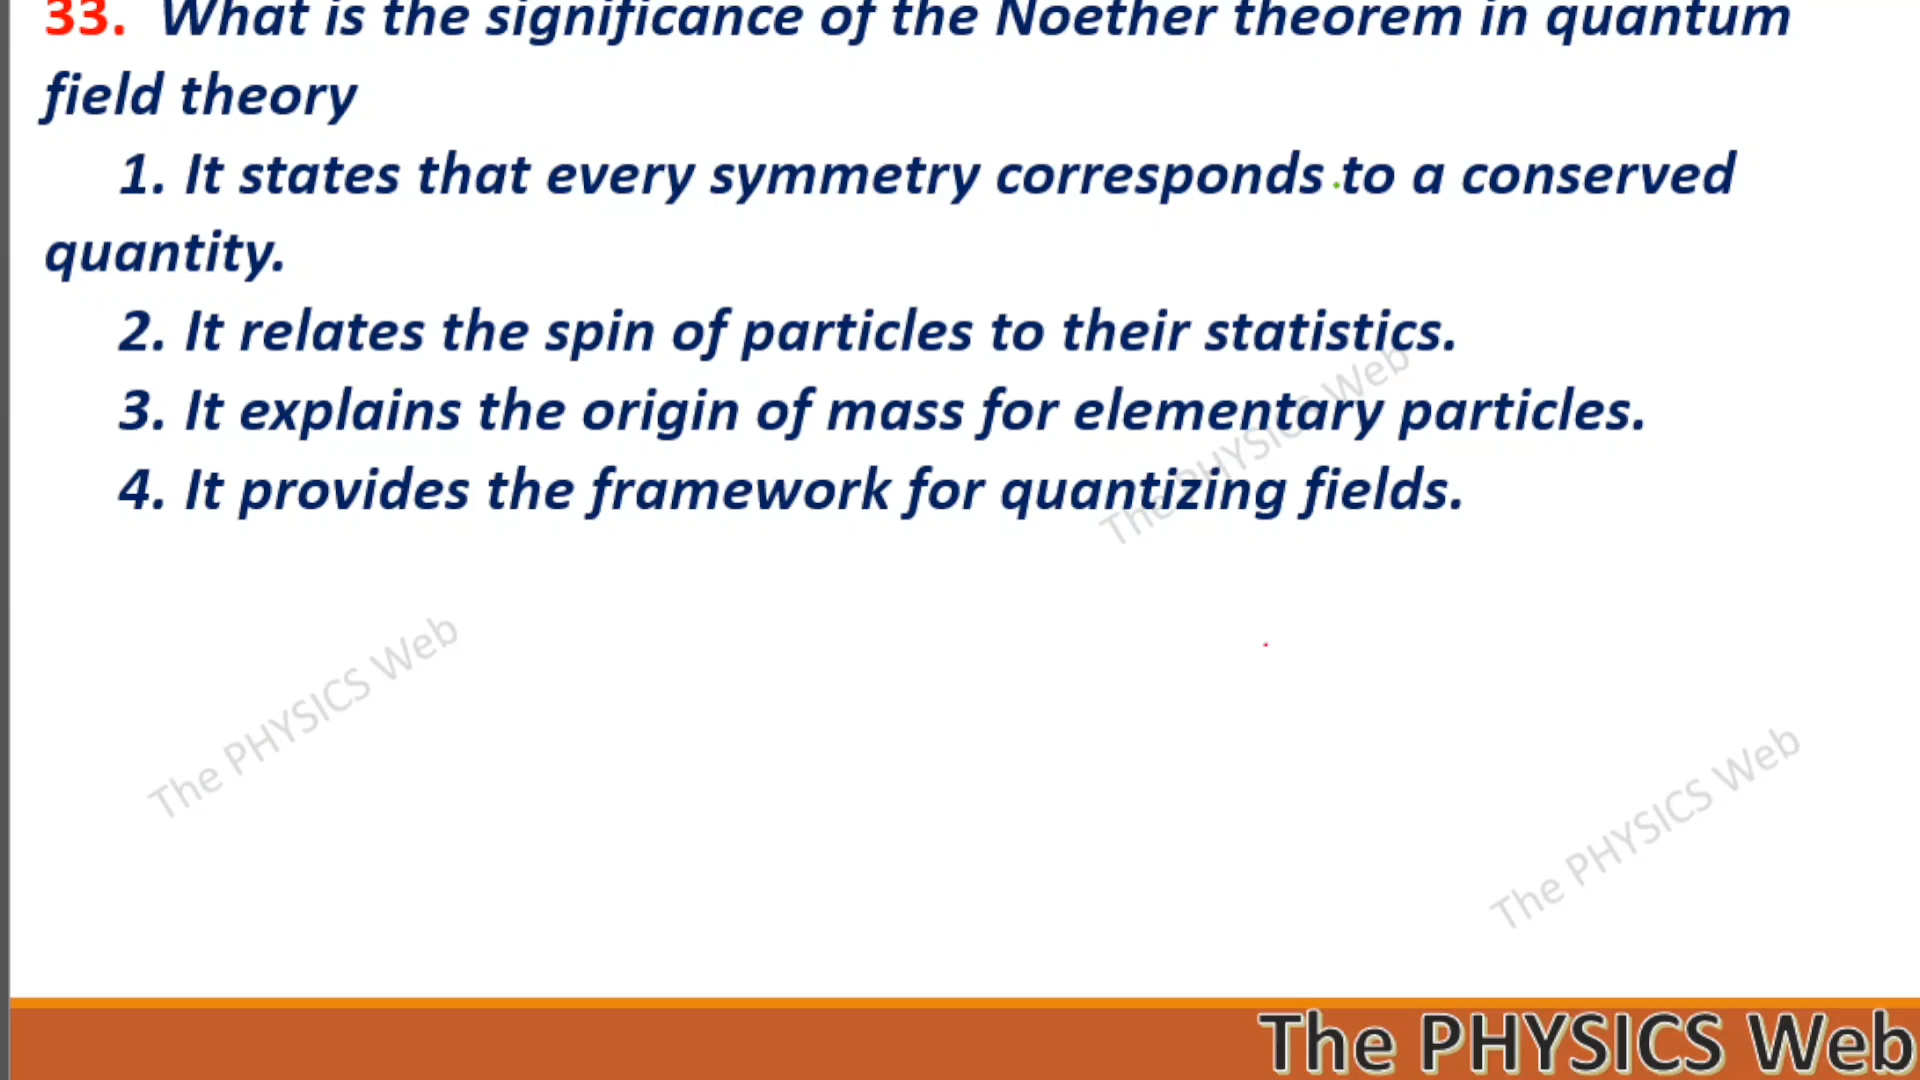 33. What is the significance of the Noether theorem in quantum
field theory
1. It states that every symmetry corresponds to a conserved
quantity.
2. It relates the spin of particles to their statistics.
The PHYSICS Web
3. It explains the origin of mass for elementary particles.
4. It provides the framework for quantizing fields.
The PHYSICS Web
The PHYSICS Web
The PHYSICS Web